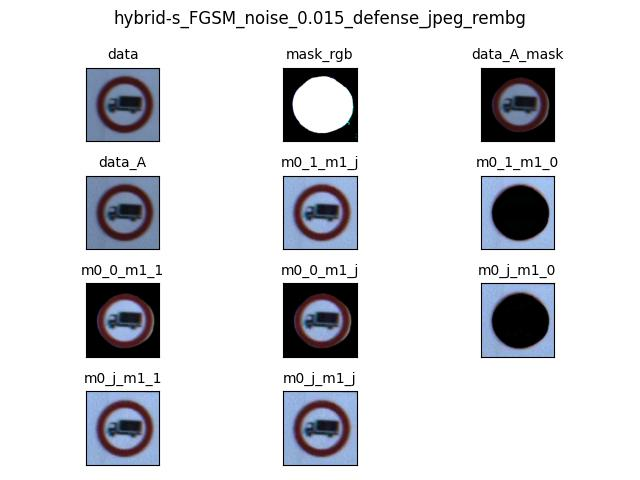 hybrid-s_FGSM_noise_0.015_defense_jpeg_rembg
data
mask_rgb
data_A_mask
data_A
m0_1_m1_j
m0_1_m1_0
m0_0_m1_1
m0_0_m1_j
m0_j_m1_0
m0_j_m1_1
m0_j_m1_j